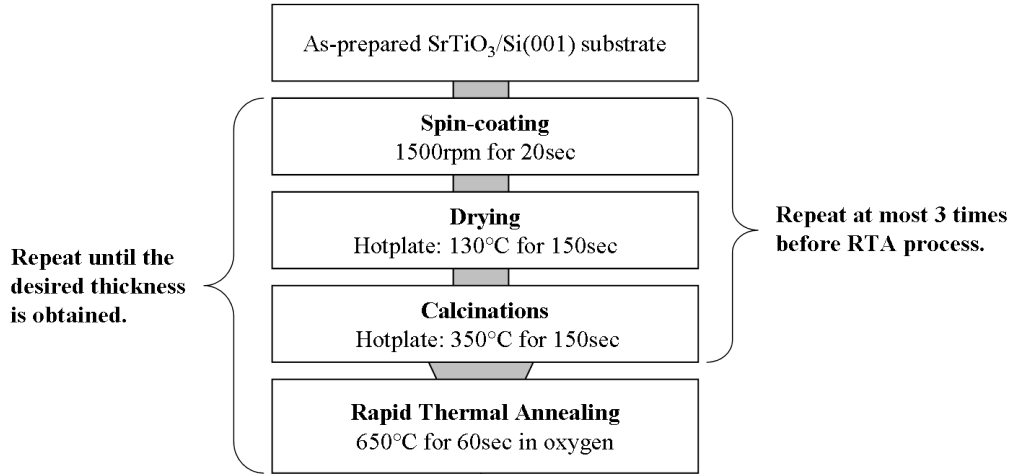 As-prepared SrTiO₃/Si(001) substrate
Spin-coating
1500rpm for 20sec
Drying
Hotplate: 130°C for 150sec
Calcinations
Hotplate: 350°C for 150sec
Rapid Thermal Annealing
650°C for 60sec in oxygen
Repeat until the
desired thickness
is obtained.
Repeat at most 3 times
before RTA process.